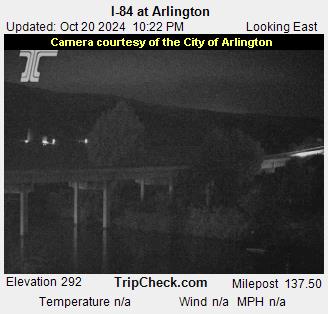 I-84 at Arlington
Updated: Oct 20 2024 10:22 PM Looking East
Camera courtesy of the City of Arlington
Elevation 292 TripCheck.com Milepost 137.50
Temperature n/a Wind n/a MPH n/a